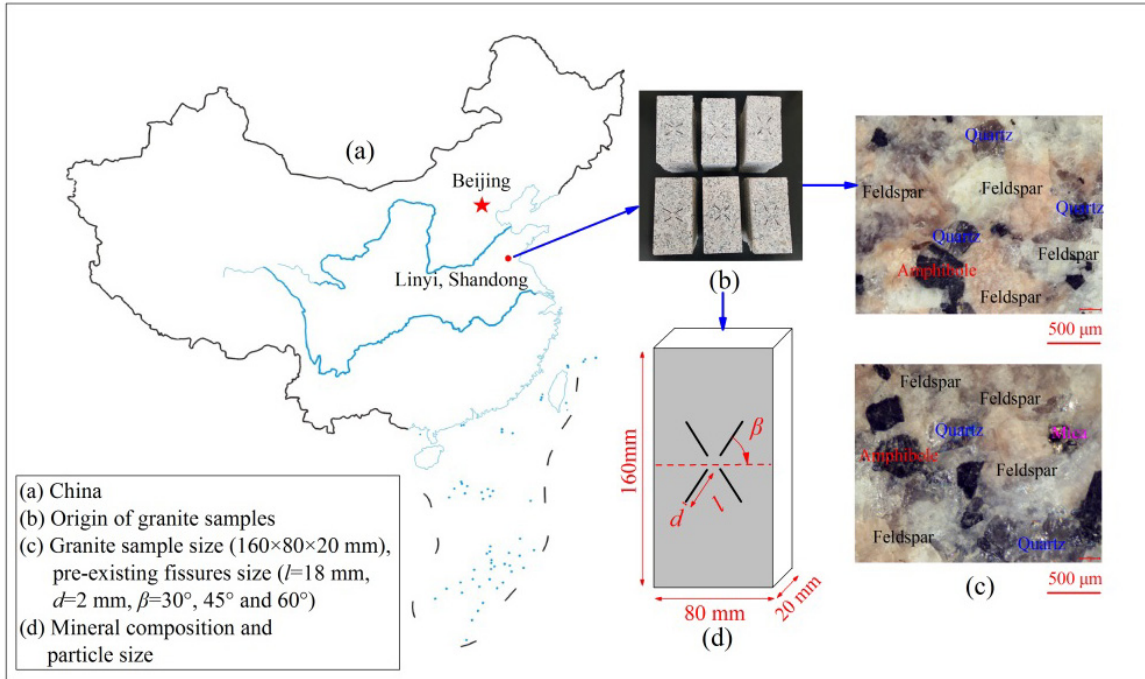 (a)
Beijing
Linyi, Shandong
(a) China
(b) Origin of granite samples
(c) Granite sample size (160×80×20 mm),
pre-existing fissures size (l=18 mm,
d=2 mm, β=30°, 45° and 60°)
(d) Mineral composition and
particle size
(b)
160mm
β
d
l
80 mm
20 mm
(d)
Quartz
Feldspar
Feldspar
Quartz
Quartz
Feldspar
Amphibole
Feldspar
500 μm
Feldspar
Feldspar
Quartz
Mica
Amphibole
Feldspar
Feldspar
Quartz
500 μm
(c)